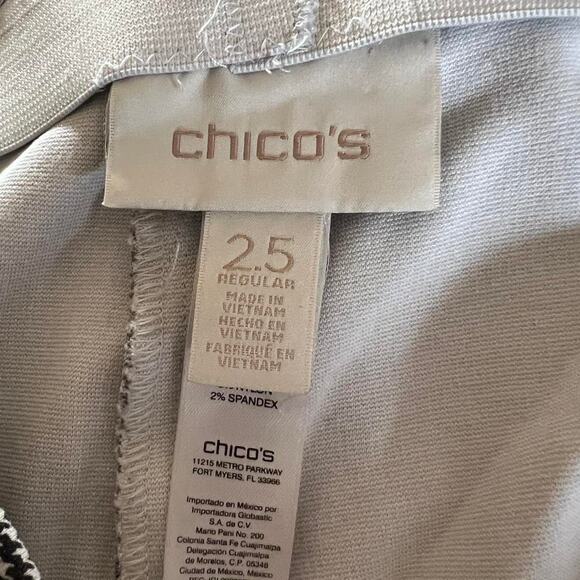 chico's
2.5
REGULAR
MADE IN
VIETNAM
HECHO EN
VIETNAM
FABRIQUÉ EN
VIETNAM
NYLON
2% SPANDEX
chico's
11215 METRO PARKWAY
FORT MYERS, FL 33966
Importado en México por
Importadora Globastic
S.A. de C.V
Mario Pani No. 200
Colonia Santa Fe Cuajimalpa
Delegación Cuajimalpa
de Morelos, C.P. 05348
Ciudad de México, México